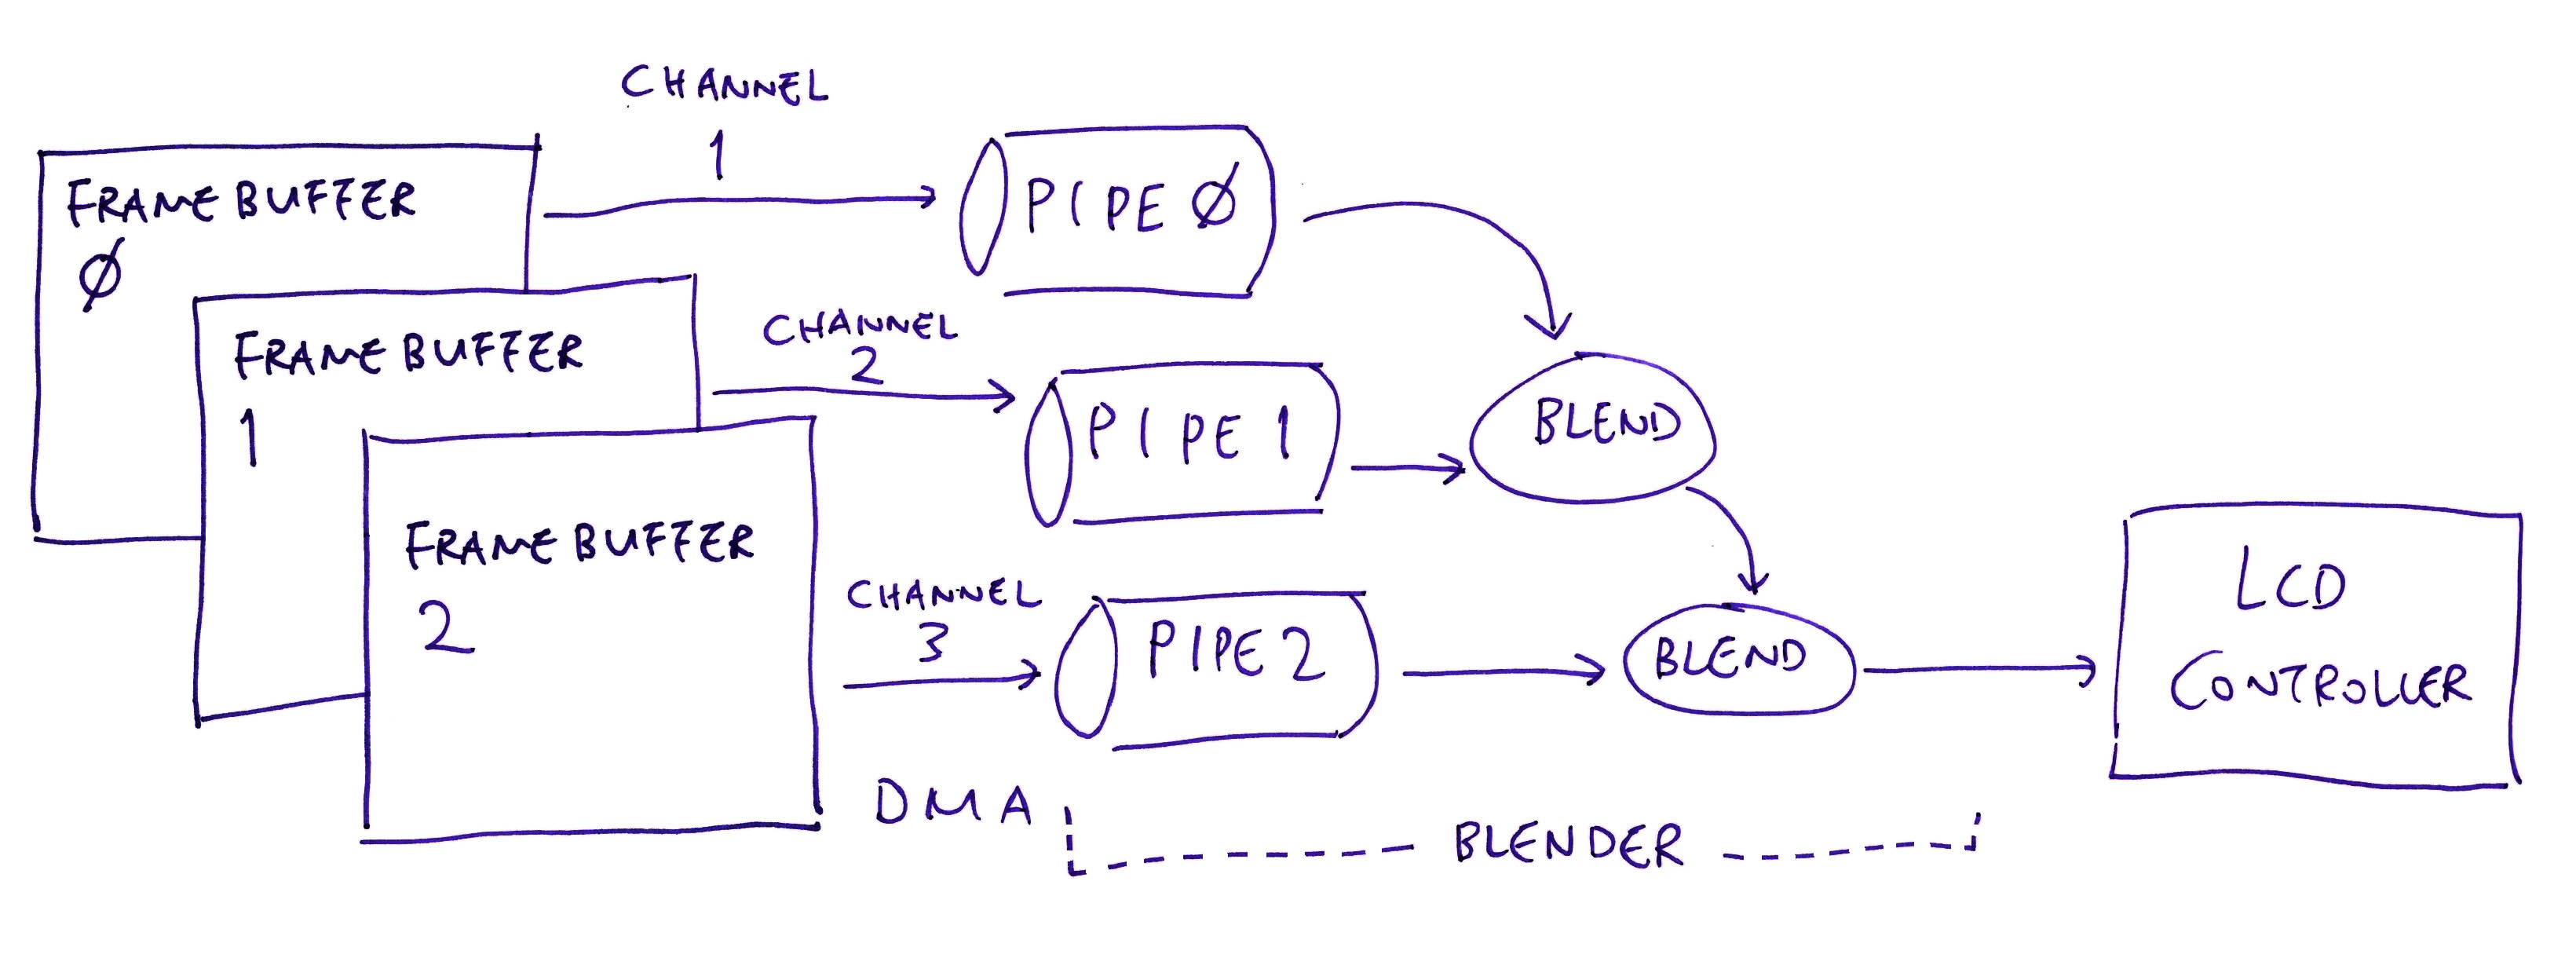 CHANNEL
1
FRAME BUFFER
Ø
PIPE Ø
FRAME BUFFER
1
CHANNEL
2
PIPE 1
BLEND
FRAME BUFFER
2
CHANNEL
3
PIPE 2
BLEND
LCD
CONTROLLER
DMA
BLENDER